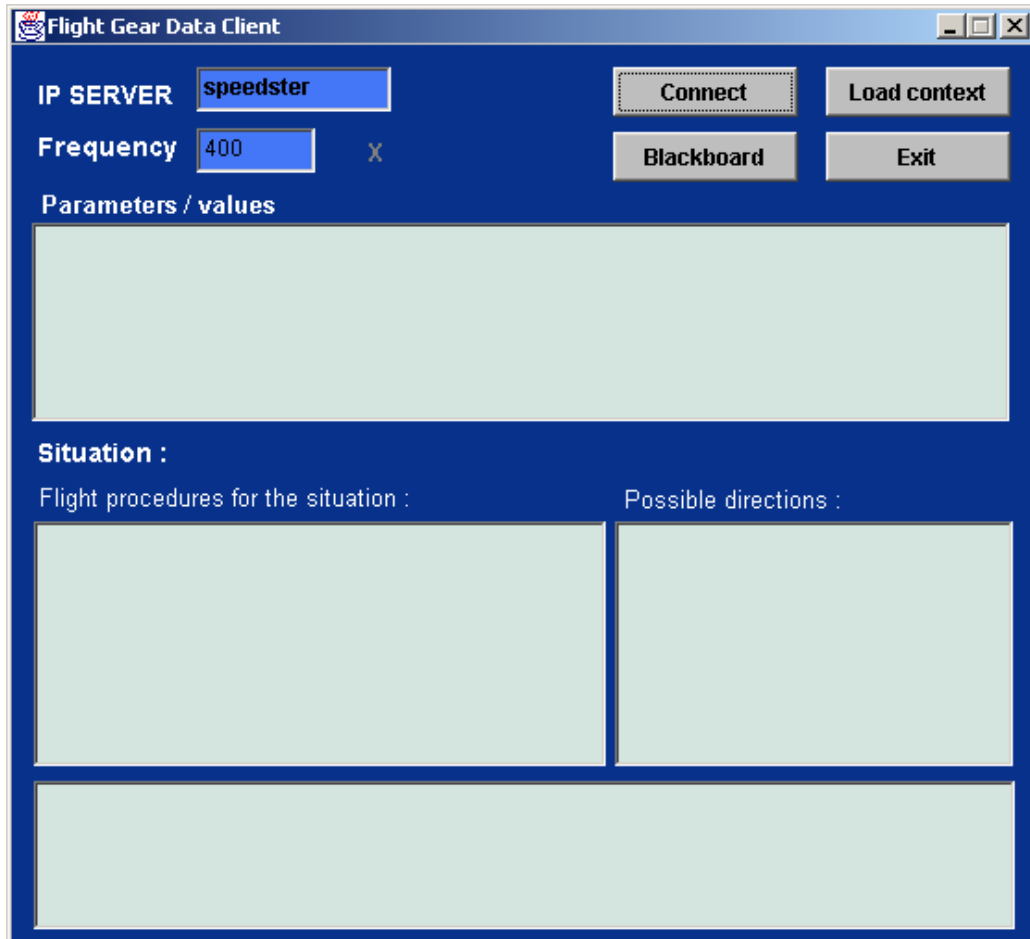 Flight Gear Data Client
IP SERVER speedster Connect Load context
Frequency 400 X Blackboard Exit
Parameters / values
Situation :
Flight procedures for the situation : Possible directions :